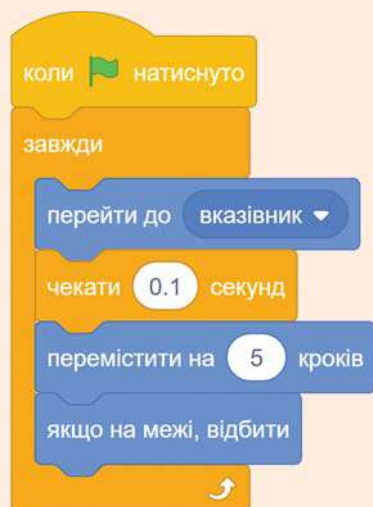 коли натиснуто
завжди
перейти до вказівник
чекати 0.1 секунд
перемістити на 5 кроків
якщо на межі, відбити